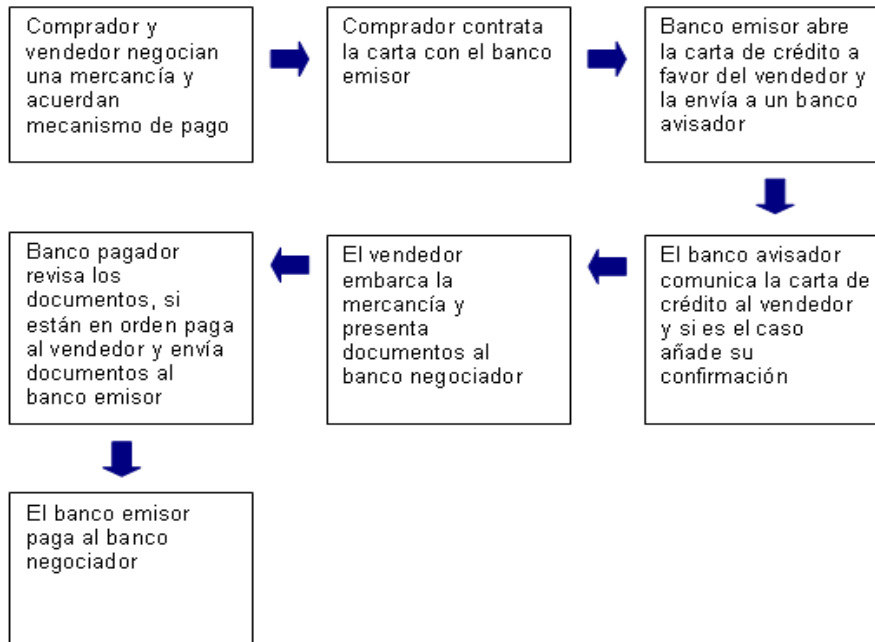 Comprador y
vendedor negocian
una mercancía y
acuerdan
mecanismo de pago
Comprador contrata
la carta con el banco
emisor
Banco emisor abre
la carta de crédito a
favor del vendedor y
la envía a un banco
avisador
El banco avisador
comunica la carta de
crédito al vendedor
y si es el caso
añade su
confirmación
El vendedor
embarca la
mercancía y
presenta
documentos al
banco negociador
Banco pagador
revisa los
documentos, si
están en orden paga
al vendedor y envía
documentos al
banco emisor
El banco emisor
paga al banco
negociador